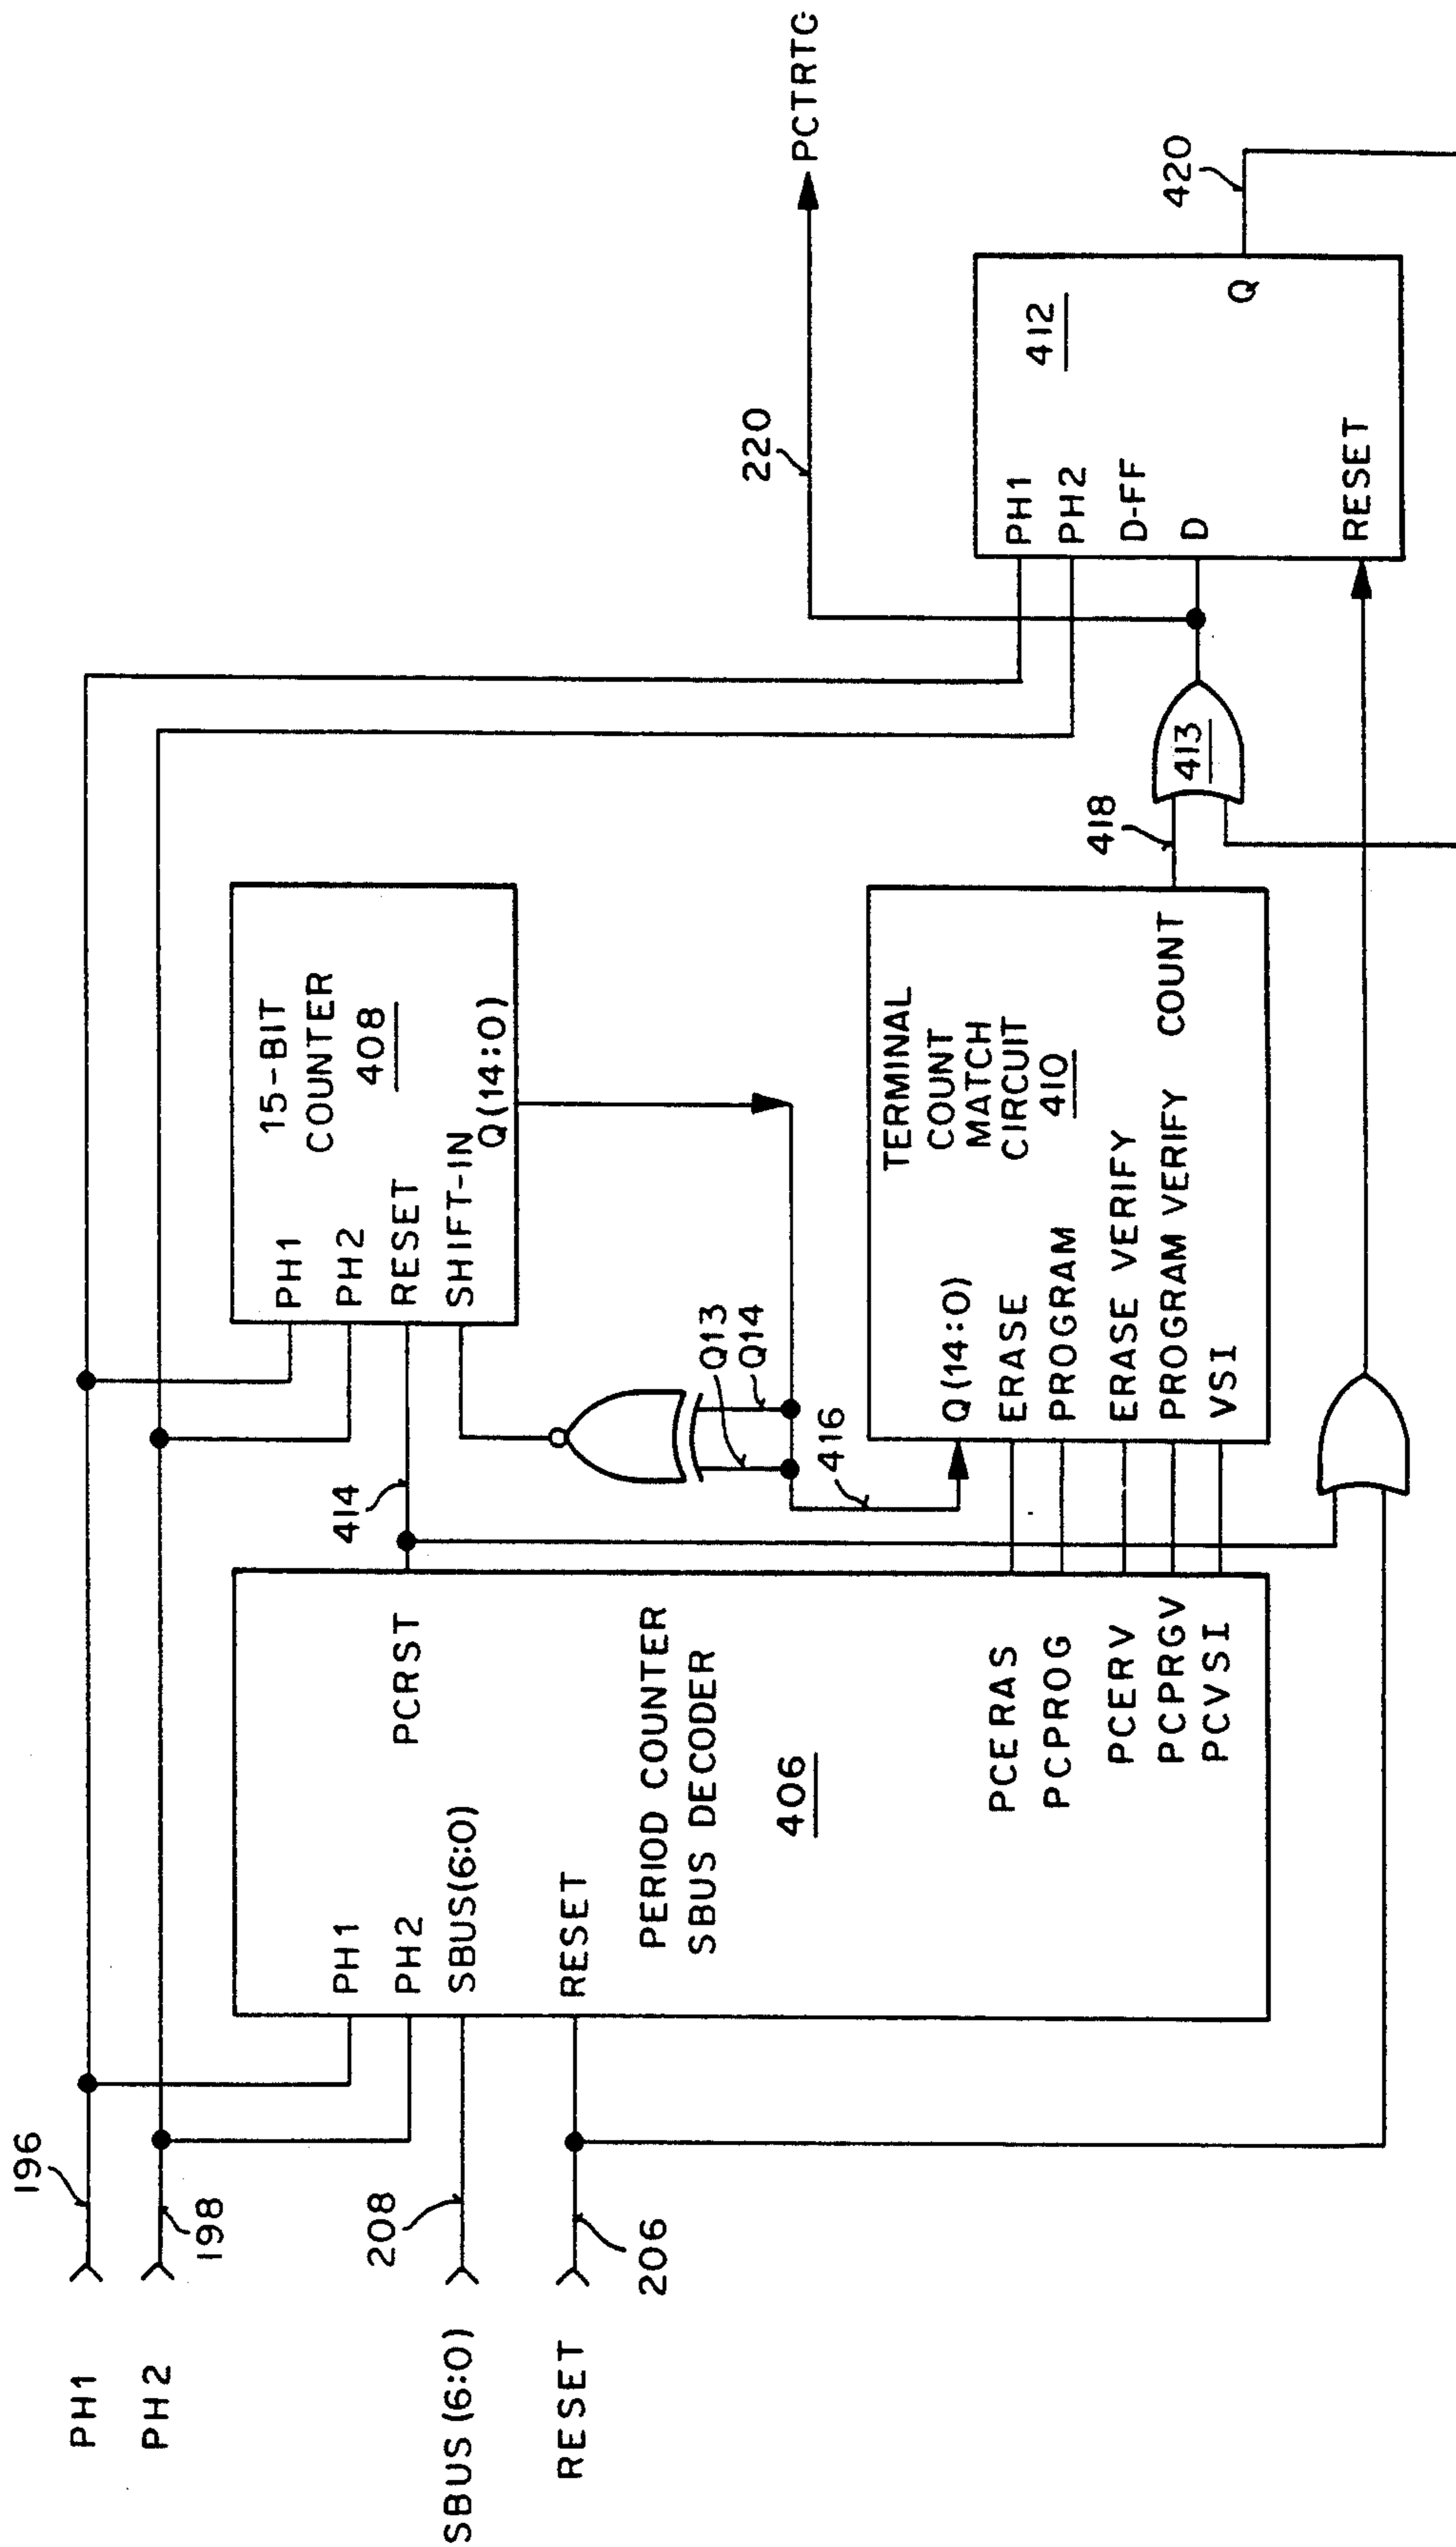 PH1
196
PH2
198
SBUS (6:0)
208
RESET
206
PH1
PH2
SBUS(6:0)
RESET
PCRST
PERIOD COUNTER
SBUS DECODER
406
PCERAS
PCPROG
PCERV
PCPRGV
PCVSI
414
PH1
PH2
RESET
SHIFT-IN
15-BIT
COUNTER
408
Q(14:0)
Q13
Q14
416
Q(14:0)
ERASE
PROGRAM
ERASE VERIFY
PROGRAM VERIFY
VSI
TERMINAL
COUNT
MATCH
CIRCUIT
410
COUNT
418
413
220
PCTRTC
PH1
PH2
D-FF
D
RESET
412
Q
420